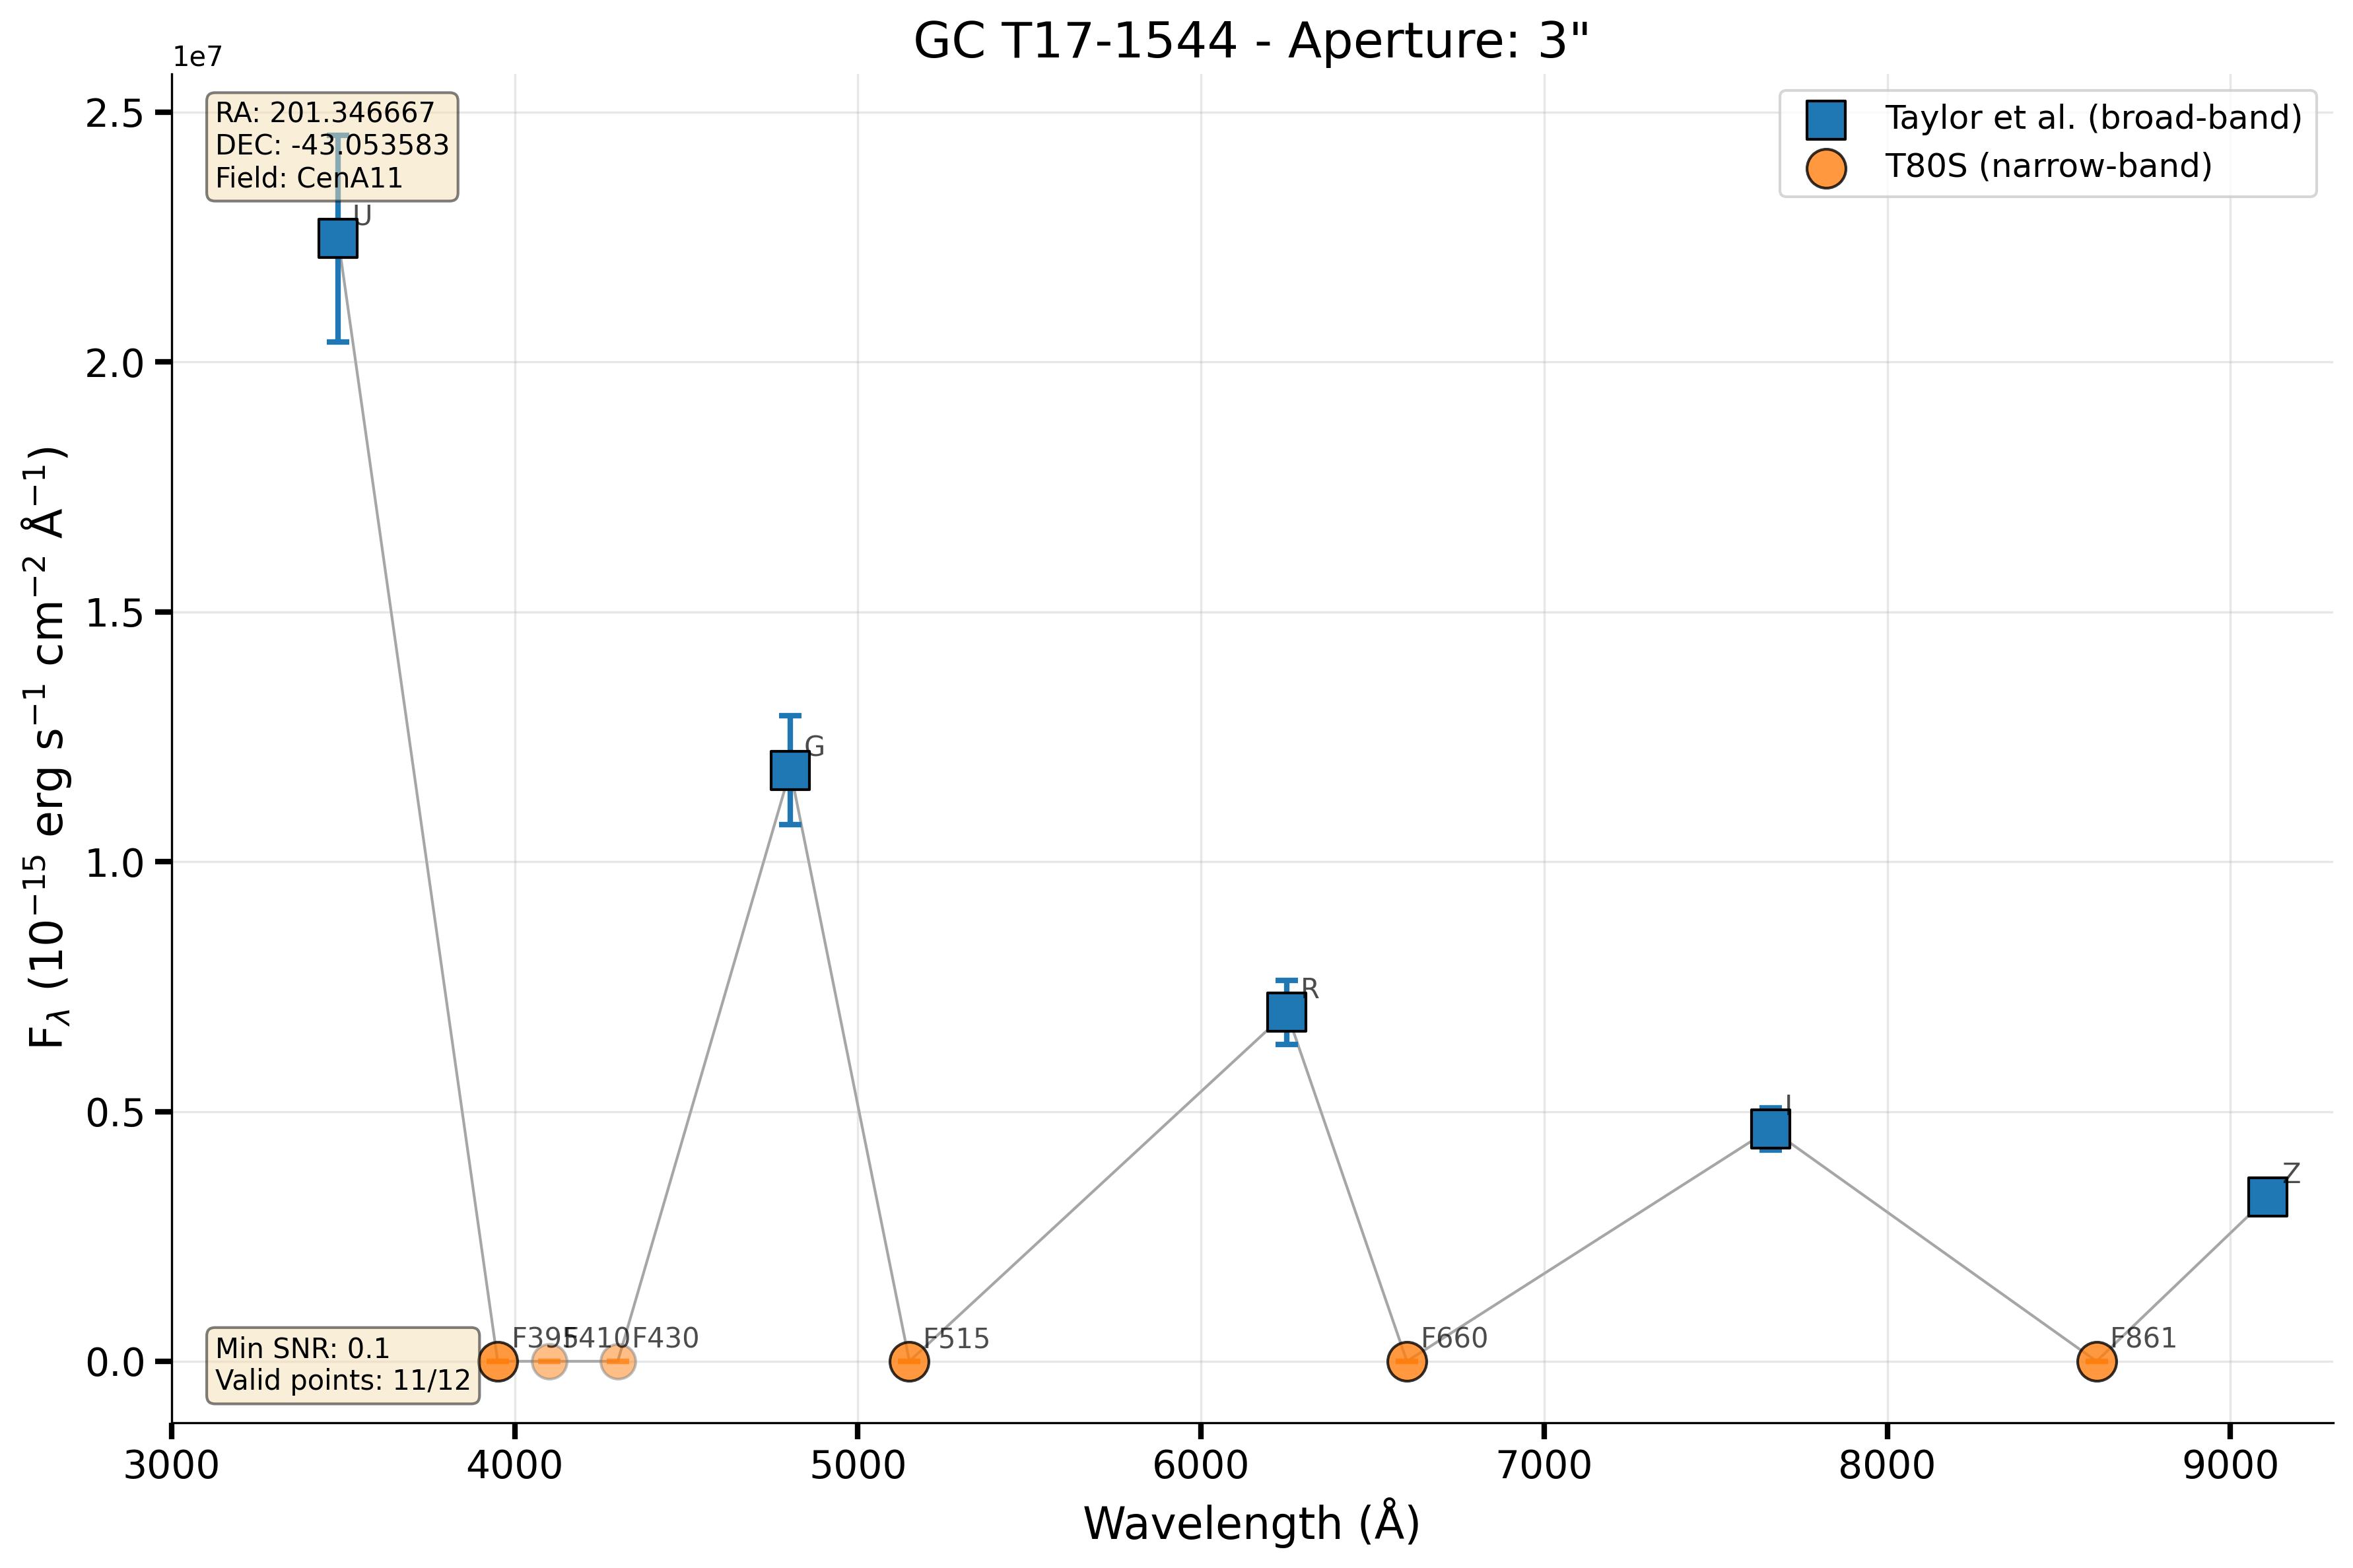 GC T17-1544 - Aperture: 3"
1e7
RA: 201.346667
DEC: -43.053583
Field: CenA11
Taylor et al. (broad-band)
T80S (narrow-band)
U
G
R
I
Z
F395
F410
F430
F515
F660
F861
Min SNR: 0.1
Valid points: 11/12
2.5
2.0
1.5
1.0
0.5
0.0
F$_{λ}$ (10$^{−15}$ erg s$^{−1}$ cm$^{−2}$ Å$^{−1}$)
3000 4000 5000 6000 7000 8000 9000
Wavelength (Å)